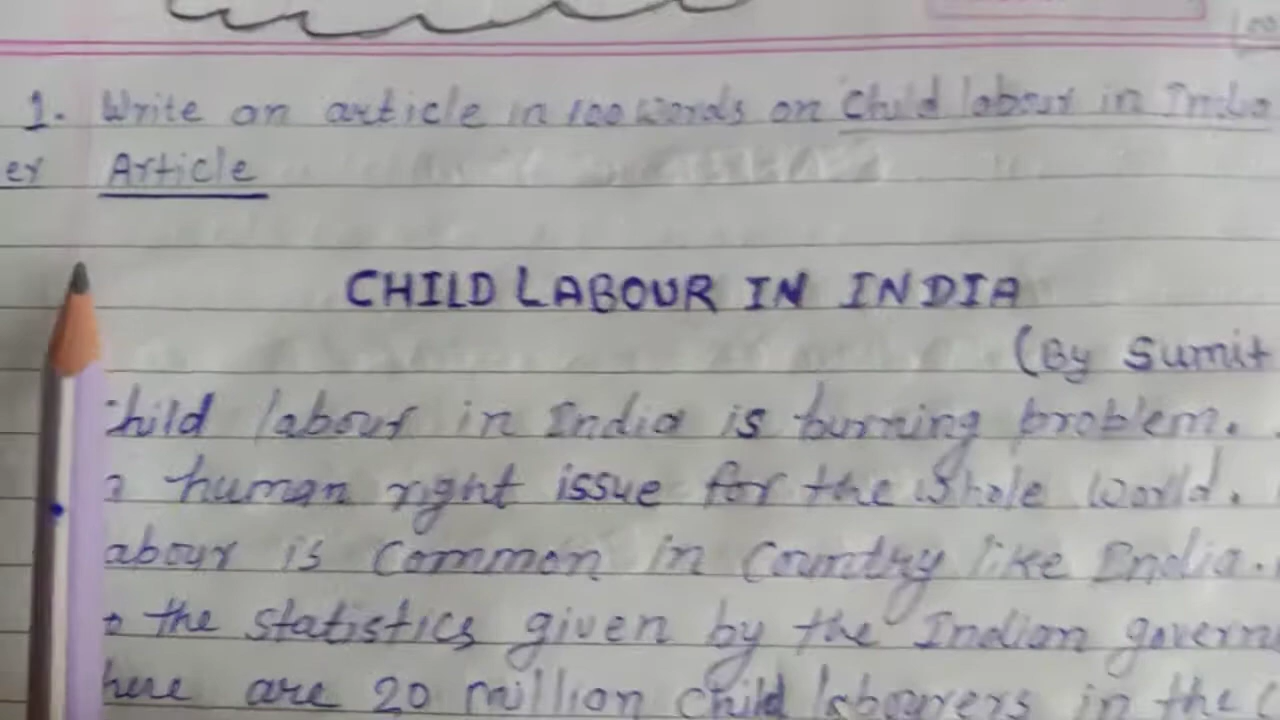 1. Write an article in 100 words on Child labour in India
er Article
CHILD LABOUR IN INDIA
(By Sumit
hild labour in India is burning problem.
human right issue for the whole world.
abour is common in Country like India.
to the statistics given by the Indian governm
here are 20 million child labourers in the